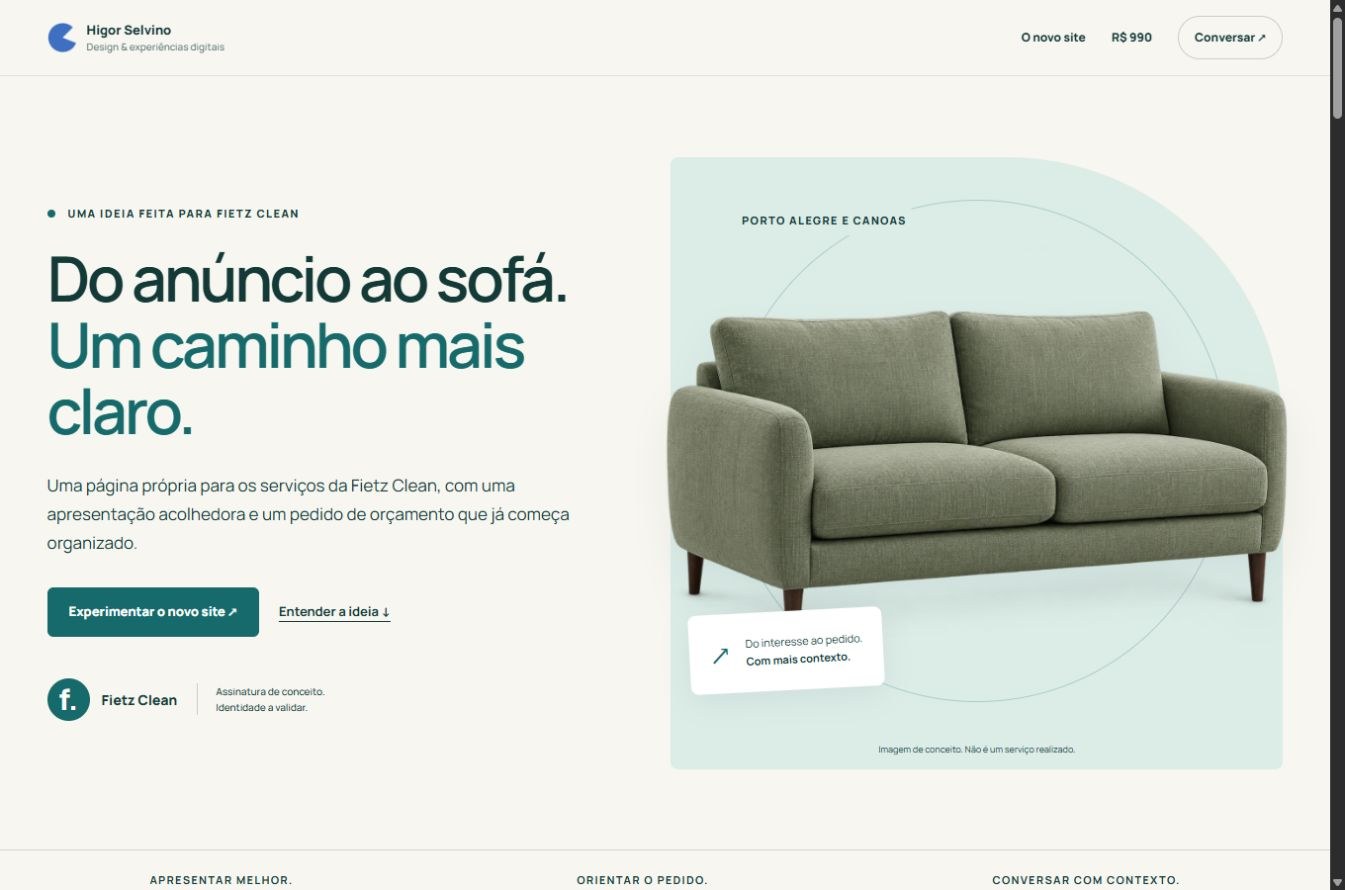 Higor Selvino
Design & experiências digitais
O novo site
R$ 990
Conversar ↗
UMA IDEIA FEITA PARA FIETZ CLEAN
Do anúncio ao sofá.
Um caminho mais
claro.
Uma página própria para os serviços da Fietz Clean, com uma
apresentação acolhedora e um pedido de orçamento que já começa
organizado.
Experimentar o novo site ↗
Entender a ideia ↓
f.
Fietz Clean
Assinatura de conceito.
Identidade a validar.
PORTO ALEGRE E CANOAS
↗
Do interesse ao pedido.
Com mais contexto.
Imagem de conceito. Não é um serviço realizado.
APRESENTAR MELHOR.
ORIENTAR O PEDIDO.
CONVERSAR COM CONTEXTO.